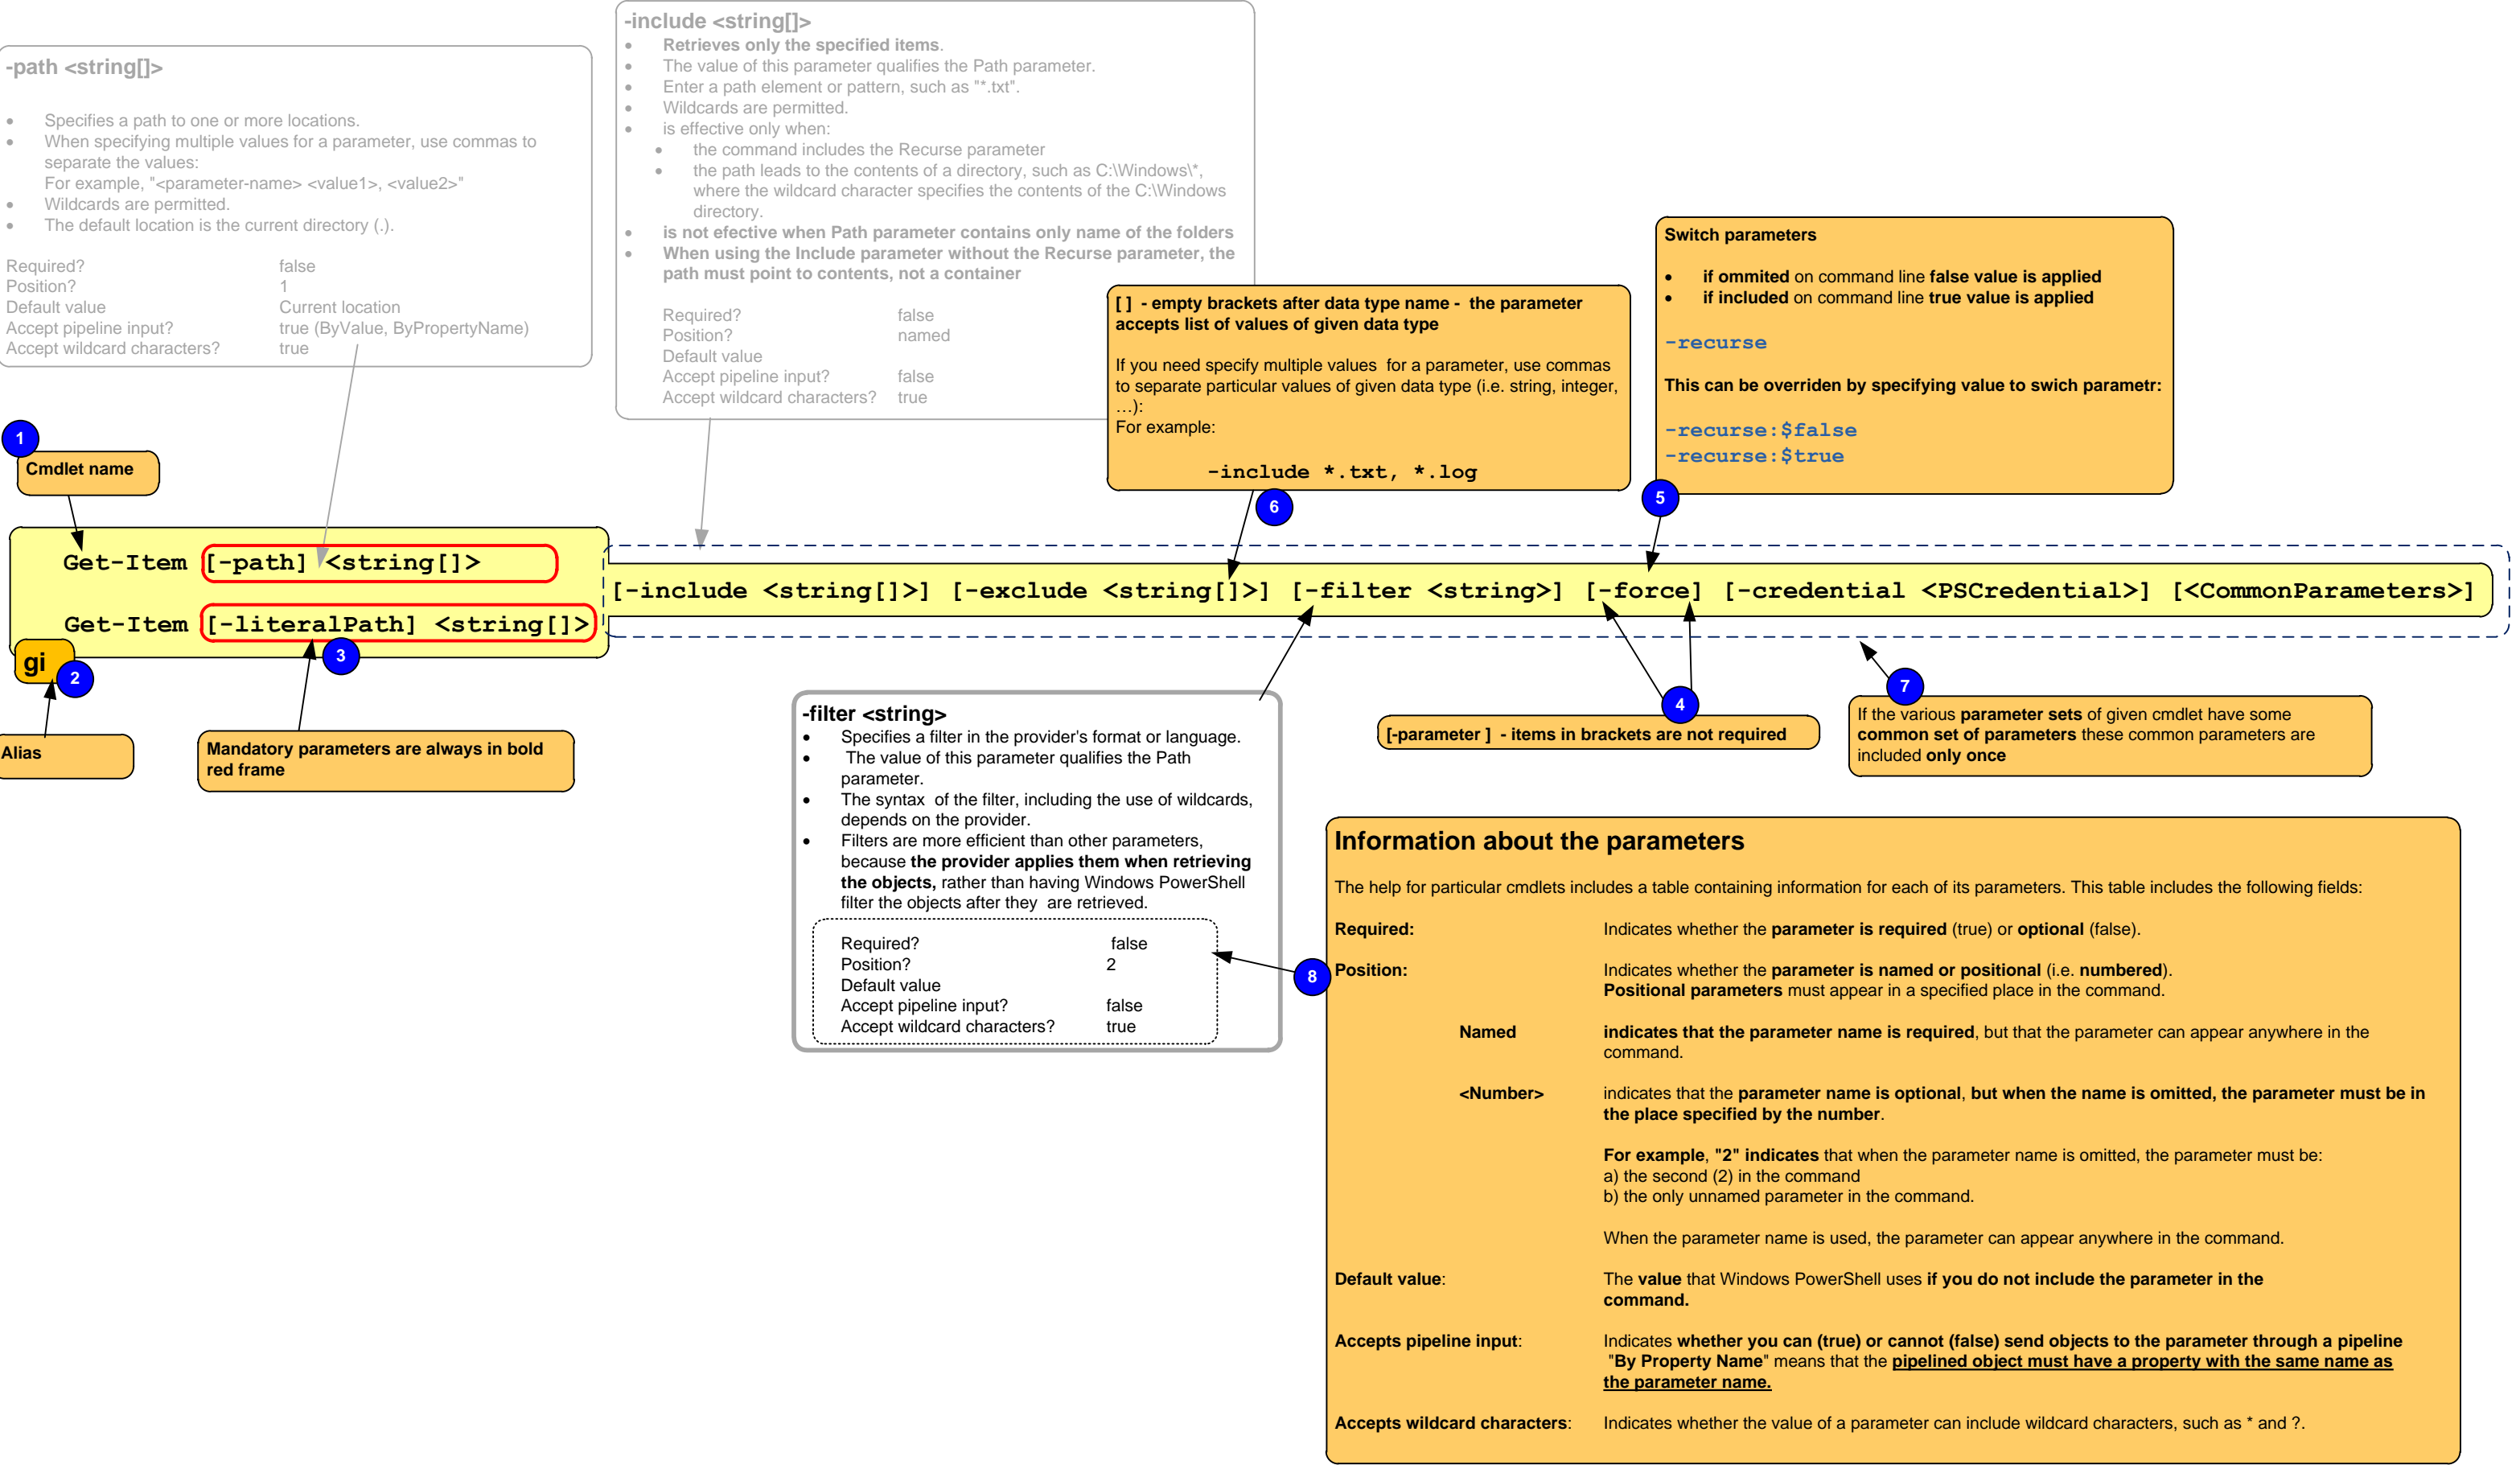 -path <string[]>
• Specifies a path to one or more locations.
• When specifying multiple values for a parameter, use commas to
separate the values:
For example, "<parameter-name> <value1>, <value2>"
• Wildcards are permitted.
• The default location is the current directory (.).
Required? false
Position? 1
Default value Current location
Accept pipeline input? true (ByValue, ByPropertyName)
Accept wildcard characters? true
-include <string[]>
• Retrieves only the specified items.
• The value of this parameter qualifies the Path parameter.
• Enter a path element or pattern, such as "*.txt".
• Wildcards are permitted.
• is effective only when:
• the command includes the Recurse parameter
• the path leads to the contents of a directory, such as C:\Windows\*,
where the wildcard character specifies the contents of the C:\Windows
directory.
• is not efective when Path parameter contains only name of the folders
• When using the Include parameter without the Recurse parameter, the
path must point to contents, not a container
Required? false
Position? named
Default value
Accept pipeline input? false
Accept wildcard characters? true
[ ] - empty brackets after data type name - the parameter
accepts list of values of given data type
If you need specify multiple values for a parameter, use commas
to separate particular values of given data type (i.e. string, integer,
…):
For example:
-include *.txt, *.log
6
Switch parameters
• if ommited on command line false value is applied
• if included on command line true value is applied
-recurse
This can be overriden by specifying value to swich parametr:
-recurse:$false
-recurse:$true
5
1
Cmdlet name
Get-Item [-path] <string[]>
Get-Item [-literalPath] <string[]>
[-include <string[]>] [-exclude <string[]>] [-filter <string>] [-force] [-credential <PSCredential>] [<CommonParameters>]
gi
2
3
Alias
Mandatory parameters are always in bold
red frame
-filter <string>
• Specifies a filter in the provider's format or language.
• The value of this parameter qualifies the Path
parameter.
• The syntax of the filter, including the use of wildcards,
depends on the provider.
• Filters are more efficient than other parameters,
because the provider applies them when retrieving
the objects, rather than having Windows PowerShell
filter the objects after they are retrieved.
Required? false
Position? 2
Default value
Accept pipeline input? false
Accept wildcard characters? true
4
[-parameter ] - items in brackets are not required
7
If the various parameter sets of given cmdlet have some
common set of parameters these common parameters are
included only once
8
Information about the parameters
The help for particular cmdlets includes a table containing information for each of its parameters. This table includes the following fields:
Required: Indicates whether the parameter is required (true) or optional (false).
Position: Indicates whether the parameter is named or positional (i.e. numbered).
Positional parameters must appear in a specified place in the command.
Named indicates that the parameter name is required, but that the parameter can appear anywhere in the
command.
<Number> indicates that the parameter name is optional, but when the name is omitted, the parameter must be in
the place specified by the number.
For example, "2" indicates that when the parameter name is omitted, the parameter must be:
a) the second (2) in the command
b) the only unnamed parameter in the command.
When the parameter name is used, the parameter can appear anywhere in the command.
Default value: The value that Windows PowerShell uses if you do not include the parameter in the
command.
Accepts pipeline input: Indicates whether you can (true) or cannot (false) send objects to the parameter through a pipeline
"By Property Name" means that the pipelined object must have a property with the same name as
the parameter name.
Accepts wildcard characters: Indicates whether the value of a parameter can include wildcard characters, such as * and ?.